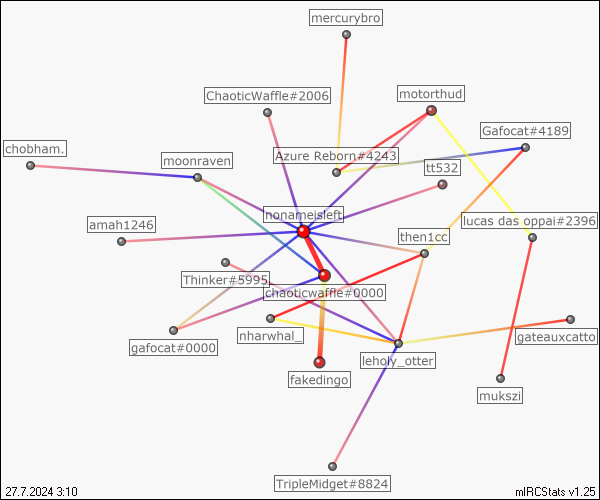 mercurybro
ChaoticWaffle#2006
motorthud
Gafocat#4189
chobham.
moonraven
Azure Reborn#4243
tt532
nonameisleft
amah1246
lucas das oppai#2396
then1cc
Thinker#5995
chaoticwaffle#0000
nharwhal_
gafocat#0000
gateauxcatto
leholy_otter
fakedingo
mukszi
TripleMidget#8824
27.7.2024 3:10
mIRCStats v1.25